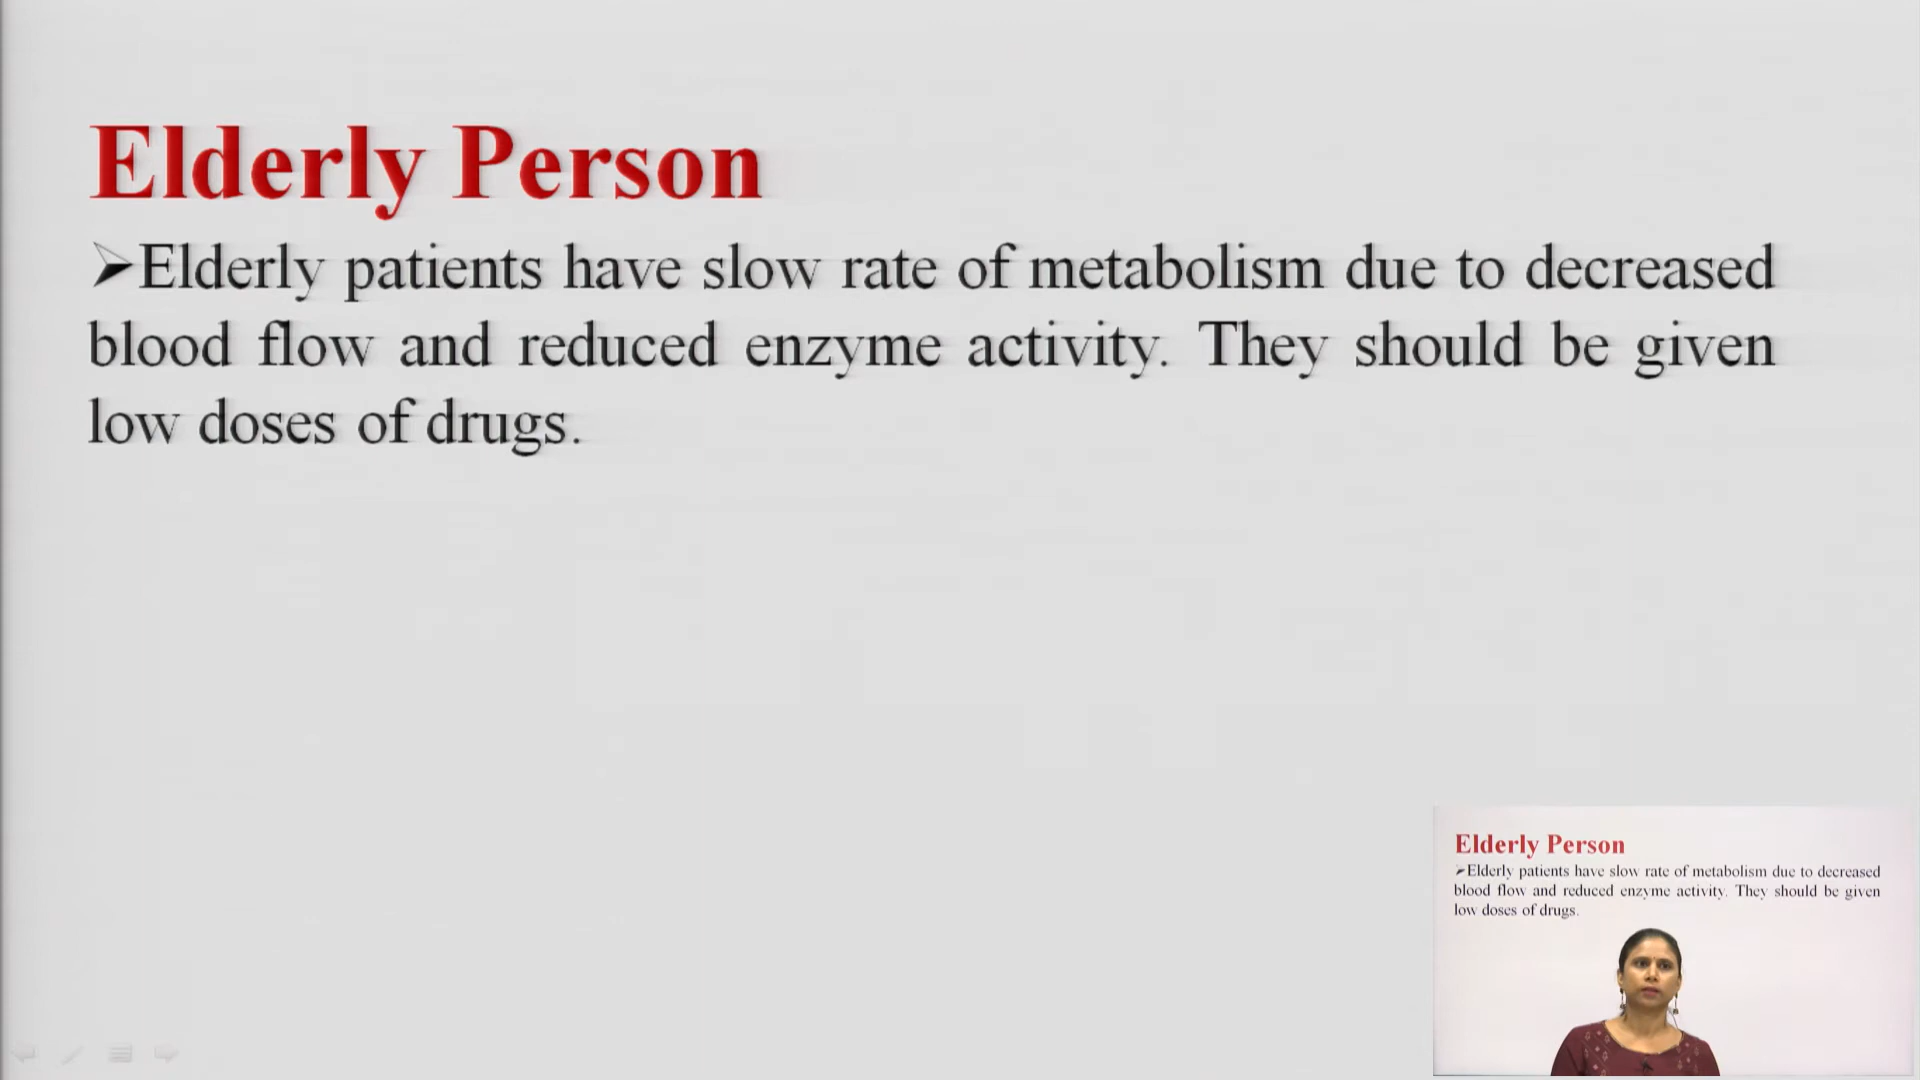 Elderly Person
➢Elderly patients have slow rate of metabolism due to decreased
blood flow and reduced enzyme activity. They should be given
low doses of drugs.
Elderly Person
➢Elderly patients have slow rate of metabolism due to decreased
blood flow and reduced enzyme activity. They should be given
low doses of drugs.